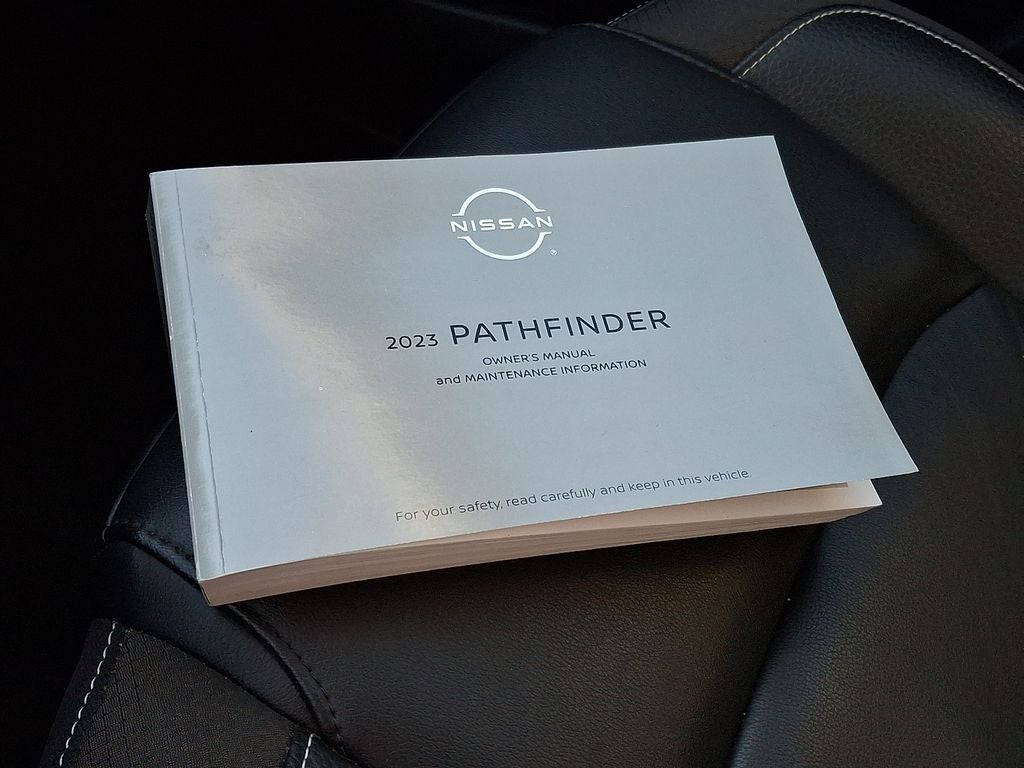 NISSAN
®
2023 PATHFINDER
OWNER'S MANUAL
and MAINTENANCE INFORMATION
For your safety, read carefully and keep in this vehicle.